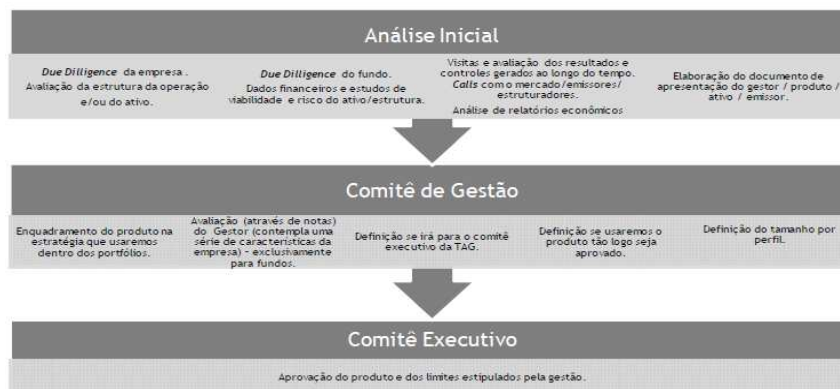 Análise Inicial
Due Dilligence da empresa .
Avaliação da estrutura da operação
e/ou do ativo.
Due Dilligence do fundo.
Dados financeiros e estudos de
viabilidade e risco do ativo/estrutura.
Visitas e avaliação dos resultados e
controles gerados ao longo do tempo.
Calls com o mercado/emissores/
estruturadores.
Análise de relatórios econômicos
Elaboração do documento de
apresentação do gestor / produto /
ativo / emissor.
Comitê de Gestão
Enquadramento do produto na
estratégia que usaremos
dentro dos portfólios.
Avaliação (através de notas)
do Gestor (contempla uma
série de características da
empresa) - exclusivamente
para fundos.
Definição se irá para o comitê
executivo da TAG.
Definição se usaremos o
produto tão logo seja
aprovado.
Definição do tamanho por
perfil.
Comitê Executivo
Aprovação do produto e dos limites estipulados pela gestão.